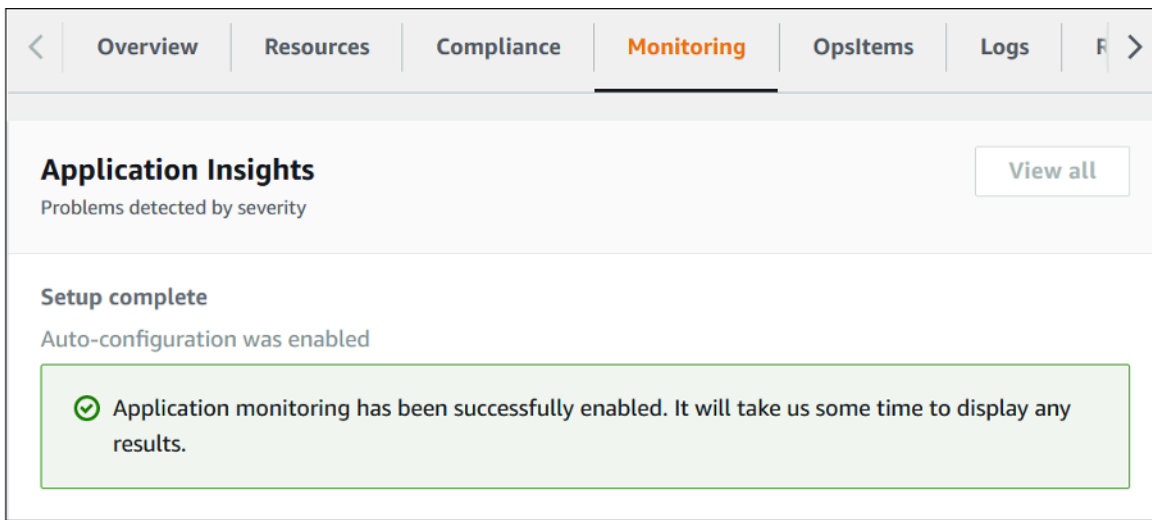 Overview Resources Compliance Monitoring OpsItems Logs
Application Insights
View all
Problems detected by severity
Setup complete
Auto-configuration was enabled
Application monitoring has been successfully enabled. It will take us some time to display any
results.